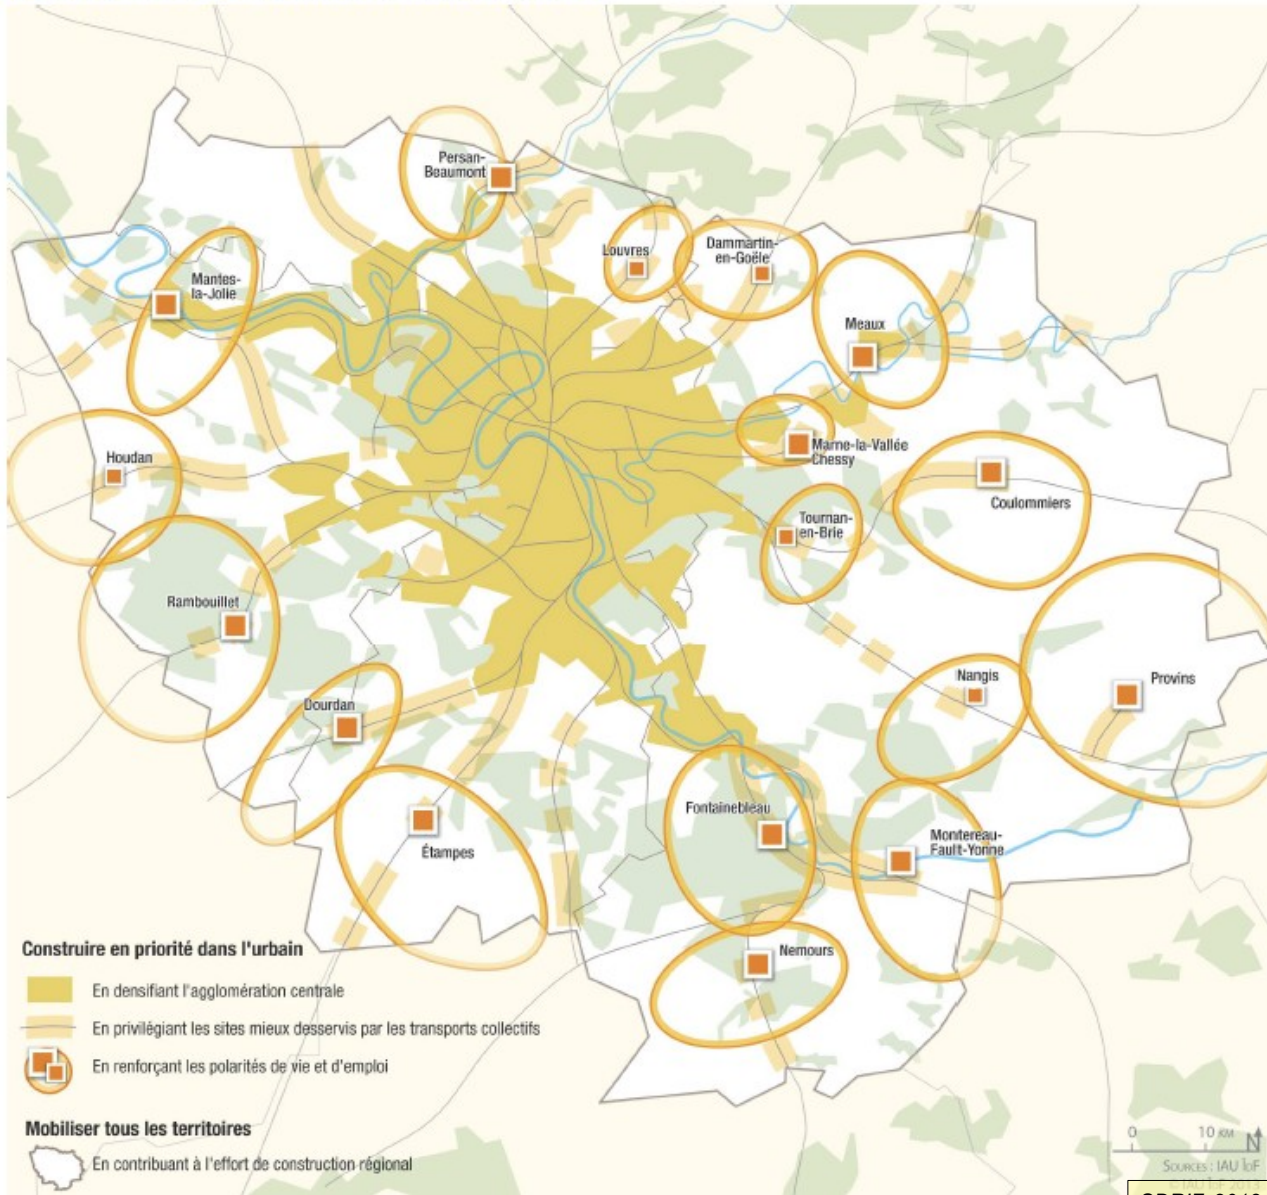 Persan-
Beaumont
Louvres
Dammartin-
en-Goële
Mantes-
la-Jolie
Meaux
Marne-la-Vallée
Chessy
Houdan
Coulommiers
Tournan-
en-Brie
Rambouillet
Nangis
Provins
Dourdan
Fontainebleau
Montereau-
Fault-Yonne
Étampes
Nemours
Construire en priorité dans l'urbain
En densifiant l'agglomération centrale
En privilégiant les sites mieux desservis par les transports collectifs
En renforçant les polarités de vie et d'emploi
Mobiliser tous les territoires
En contribuant à l'effort de construction régional
0 10 KM N
SOURCES : IAU îdF
© IAU îdF 2013